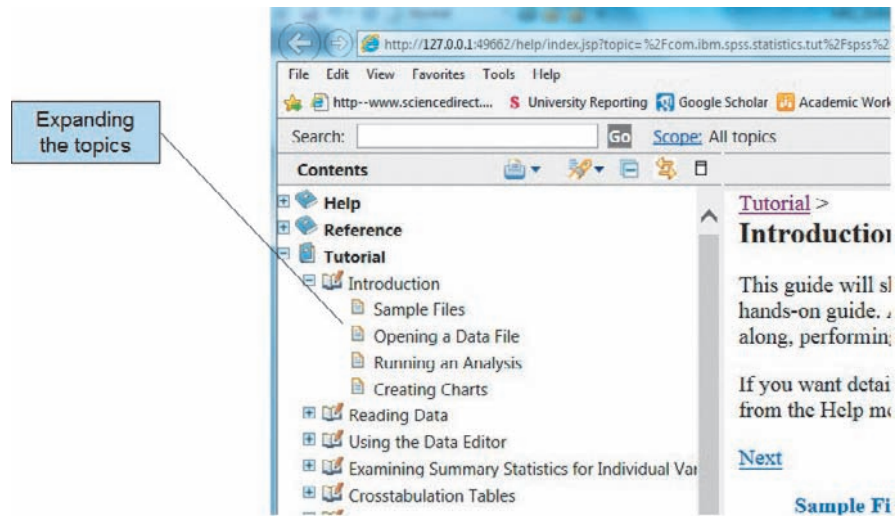 http://127.0.0.1:49662/help/index.jsp?topic=%2Fcom.ibm.spss.statistics.tut%2Fspss%2
File Edit View Favorites Tools Help
http--www.sciencedirect.... S University Reporting Google Scholar Academic Work
Expanding
the topics
Search: Go Scope: All topics
Contents
Help
Reference
Tutorial
Introduction
Sample Files
Opening a Data File
Running an Analysis
Creating Charts
Reading Data
Using the Data Editor
Examining Summary Statistics for Individual Var
Crosstabulation Tables
Tutorial >
Introduction
This guide will sl
hands-on guide.
along, performin
If you want detai
from the Help mo
Next
Sample Fi